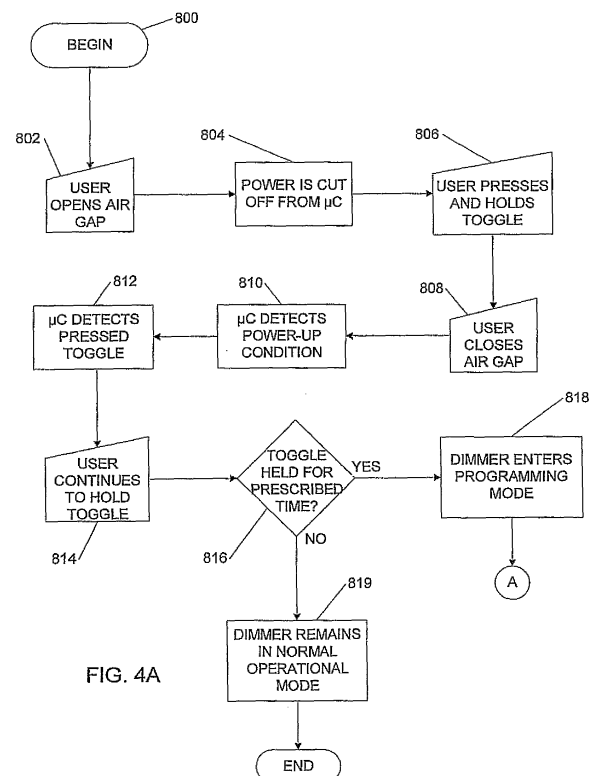 800
BEGIN
802
804
806
USER
OPENS AIR
GAP
POWER IS CUT
OFF FROM µC
USER PRESSES
AND HOLDS
TOGGLE
812
810
808
µC DETECTS
PRESSED
TOGGLE
µC DETECTS
POWER-UP
CONDITION
USER
CLOSES
AIR GAP
818
USER
CONTINUES
TO HOLD
TOGGLE
TOGGLE
HELD FOR
PRESCRIBED
TIME?
YES
DIMMER ENTERS
PROGRAMMING
MODE
814
816
NO
A
819
DIMMER REMAINS
IN NORMAL
OPERATIONAL
MODE
FIG. 4A
END